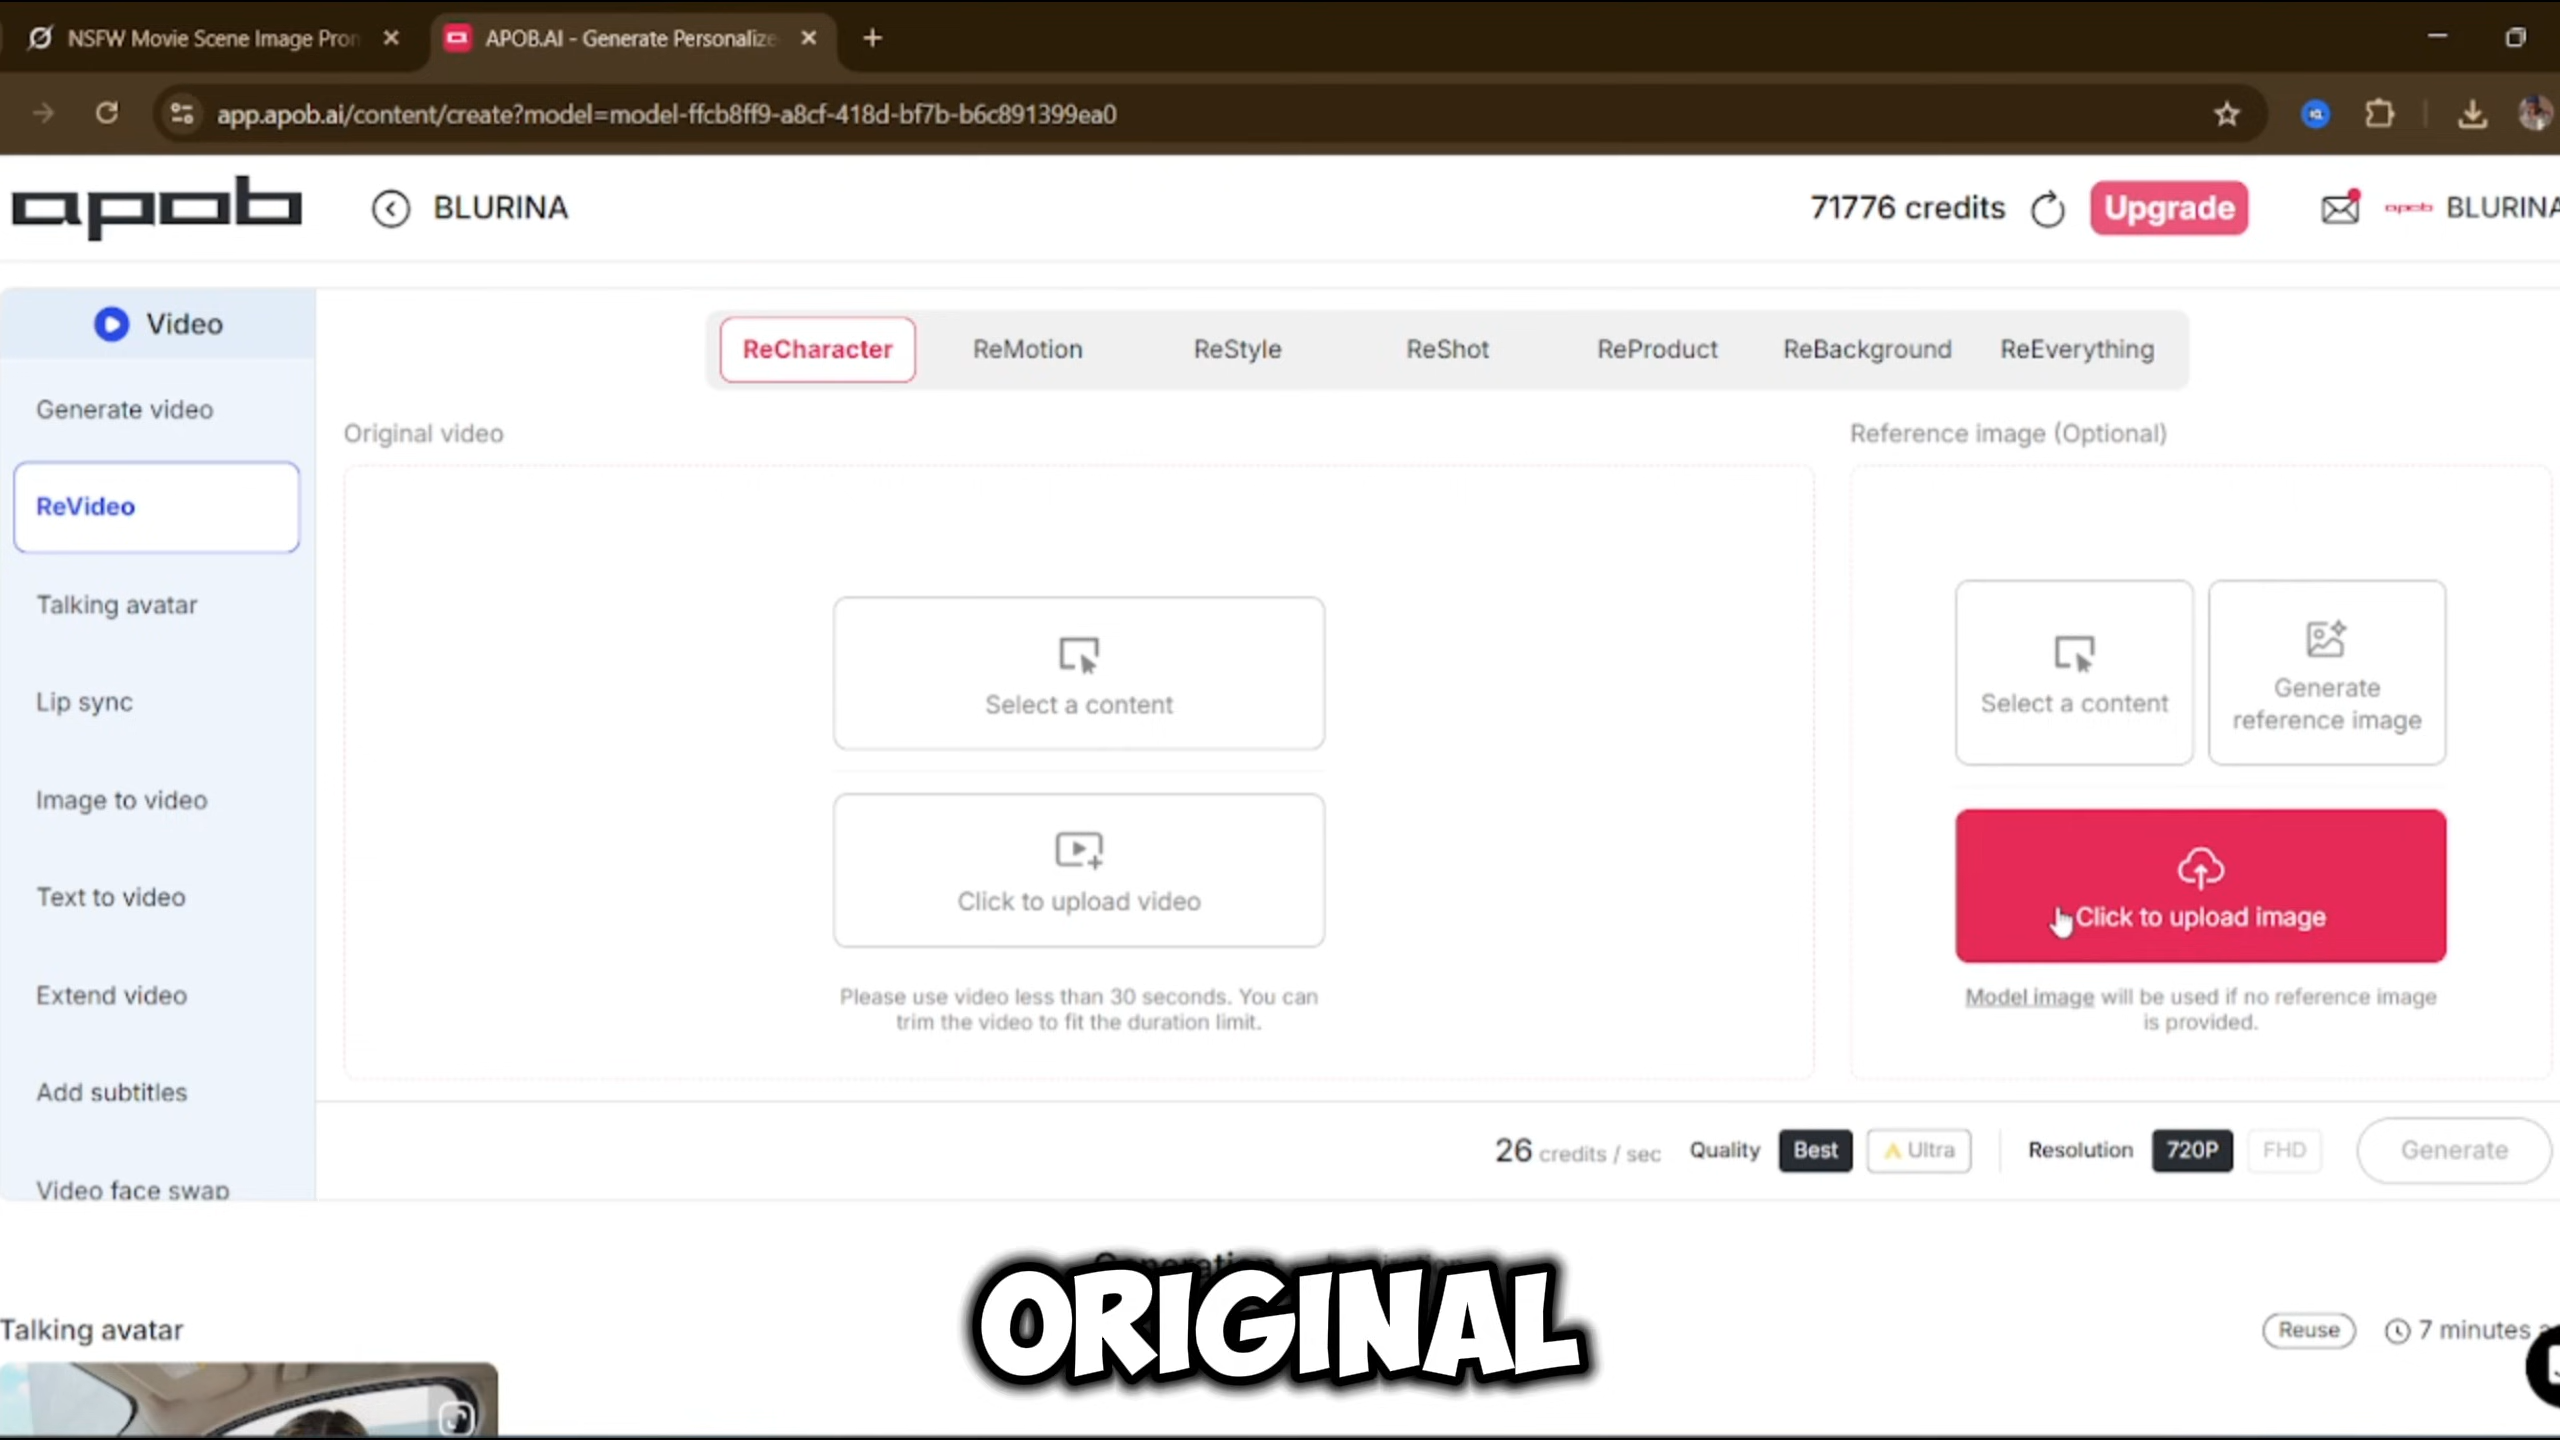 NSFW Movie Scene Image Pron
APOB.AI - Generate Personalize
app.apob.ai/content/create?model=model-ffcb8ff9-a8cf-418d-bf7b-b6c891399ea0
apob
BLURINA
71776 credits
Upgrade
apob
BLURINA
Video
Generate video
ReVideo
Talking avatar
Lip sync
Image to video
Text to video
Extend video
Add subtitles
Video face swap
ReCharacter
ReMotion
ReStyle
ReShot
ReProduct
ReBackground
ReEverything
Original video
Select a content
Click to upload video
Please use video less than 30 seconds. You can
trim the video to fit the duration limit.
Reference image (Optional)
Select a content
Generate
reference image
Click to upload image
Model image will be used if no reference image
is provided.
26 credits / sec
Quality
Best
Ultra
Resolution
720P
FHD
Generate
Generation
ORIGINAL
Talking avatar
Reuse
7 minutes a